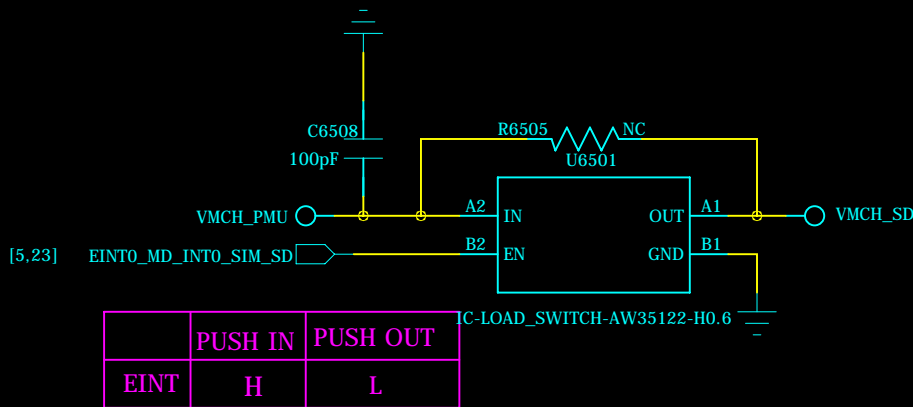 C6508
100pF
R6505
NC
U6501
VMCH_PMU
A2
IN
OUT
A1
VMCH_SD
[5,23]
EINT0_MD_INT0_SIM_SD
B2
EN
GND
B1
IC-LOAD_SWITCH-AW35122-H0.6
PUSH IN
PUSH OUT
EINT
H
L